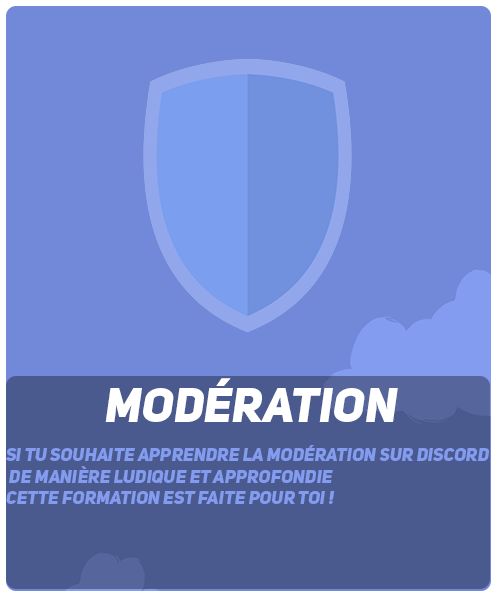 MODÉRATION
SI TU SOUHAITE APPRENDRE LA MODÉRATION SUR DISCORD
DE MANIÈRE LUDIQUE ET APPROFONDIE
CETTE FORMATION EST FAITE POUR TOI !